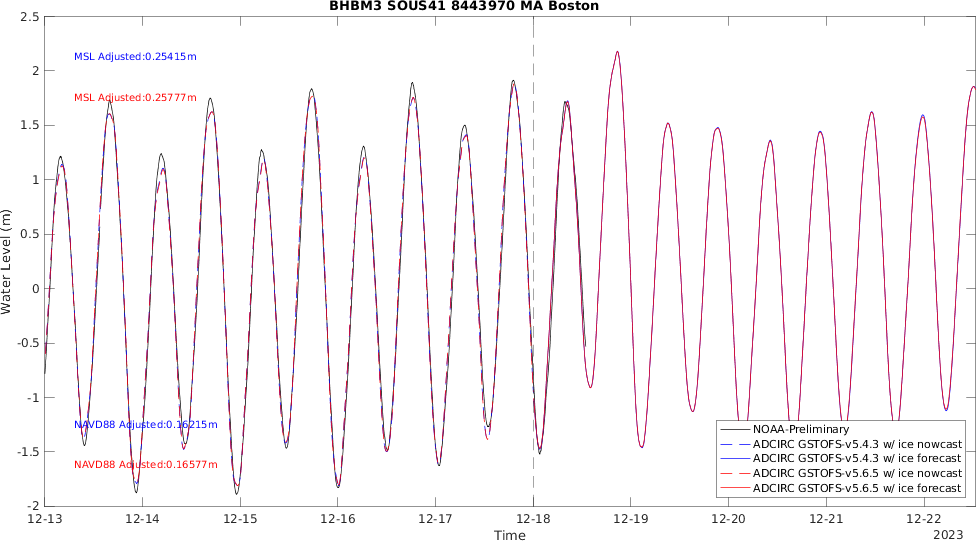 BHBM3 SOUS41 8443970 MA Boston
2.5
2
1.5
1
0.5
0
-0.5
-1
-1.5
-2
Water Level (m)
MSL Adjusted:0.25415m
MSL Adjusted:0.25777m
NAVD88 Adjusted:0.16215m
NAVD88 Adjusted:0.16577m
NOAA-Preliminary
ADCIRC GSTOFS-v5.4.3 w/ ice nowcast
ADCIRC GSTOFS-v5.4.3 w/ ice forecast
ADCIRC GSTOFS-v5.6.5 w/ ice nowcast
ADCIRC GSTOFS-v5.6.5 w/ ice forecast
12-13 12-14 12-15 12-16 12-17 12-18 12-19 12-20 12-21 12-22
Time
2023